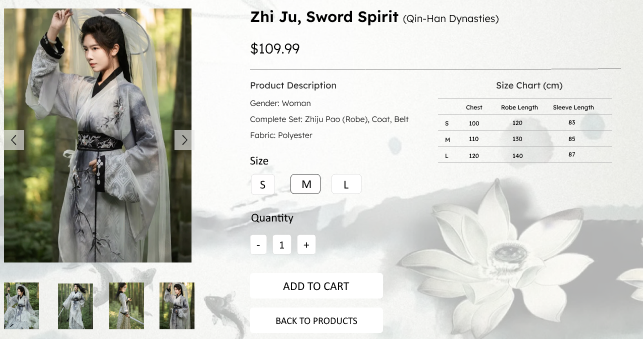 Zhi Ju, Sword Spirit (Qin-Han Dynasties)
$109.99
Product Description
Gender: Woman
Complete Set: Zhiju Pao (Robe), Coat, Belt
Fabric: Polyester
Size Chart (cm)
Chest Robe Length Sleeve Length
S 100 120 83
M 110 130 85
L 120 140 87
Size
S M L
Quantity
- 1 +
ADD TO CART
BACK TO PRODUCTS